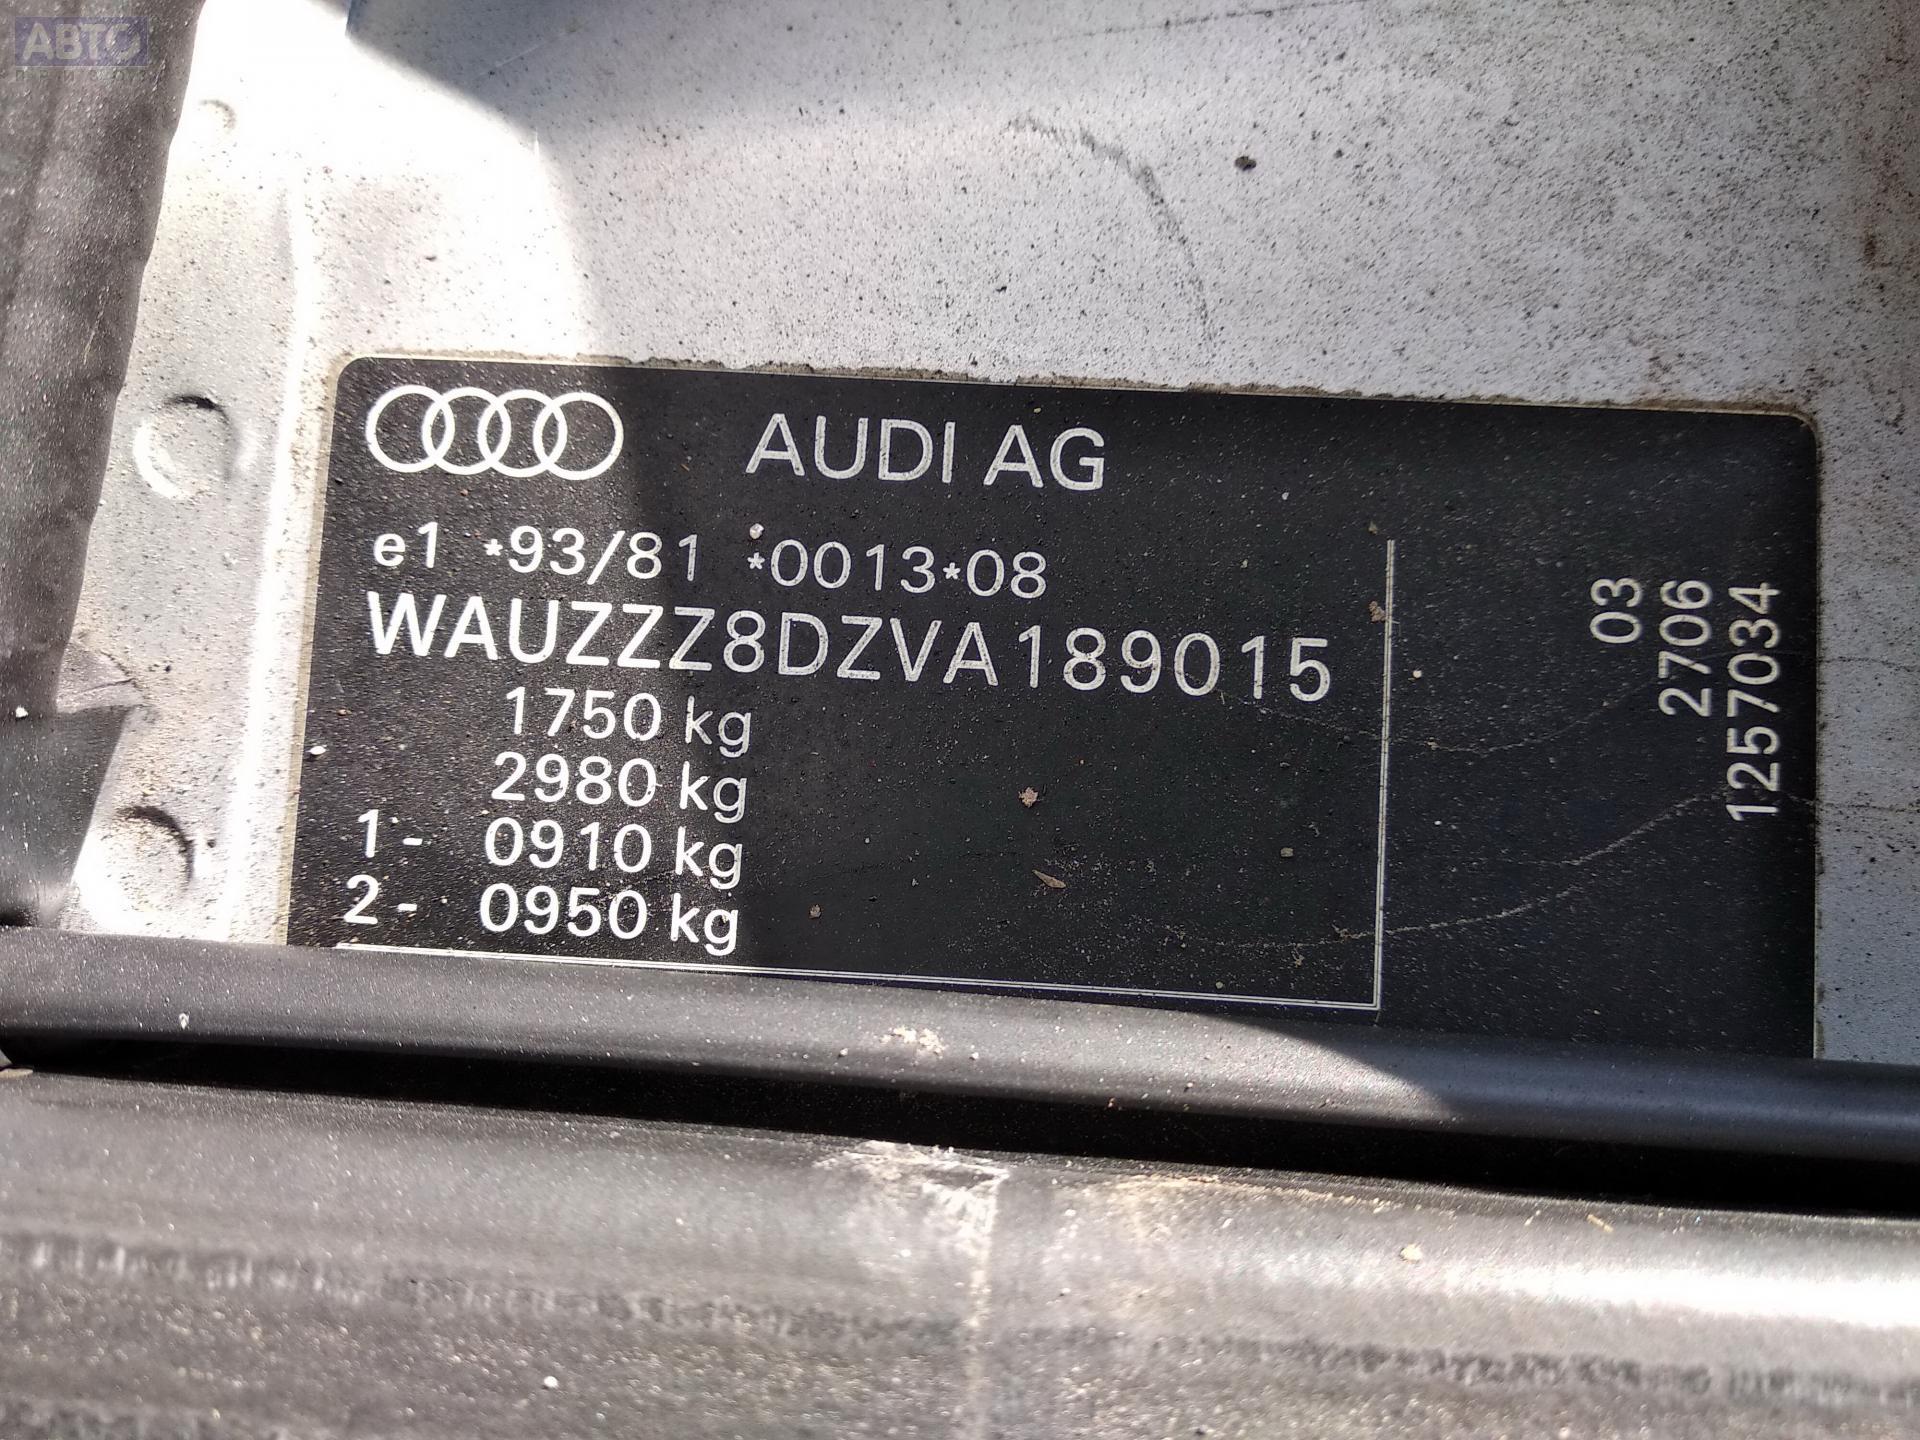 АВТО
AUDI AG
e1 *93/81 *0013*08
WAUZZZ8DZVA189015
1750 kg
2980 kg
1- 0910 kg
2- 0950 kg
03
2706
1257034